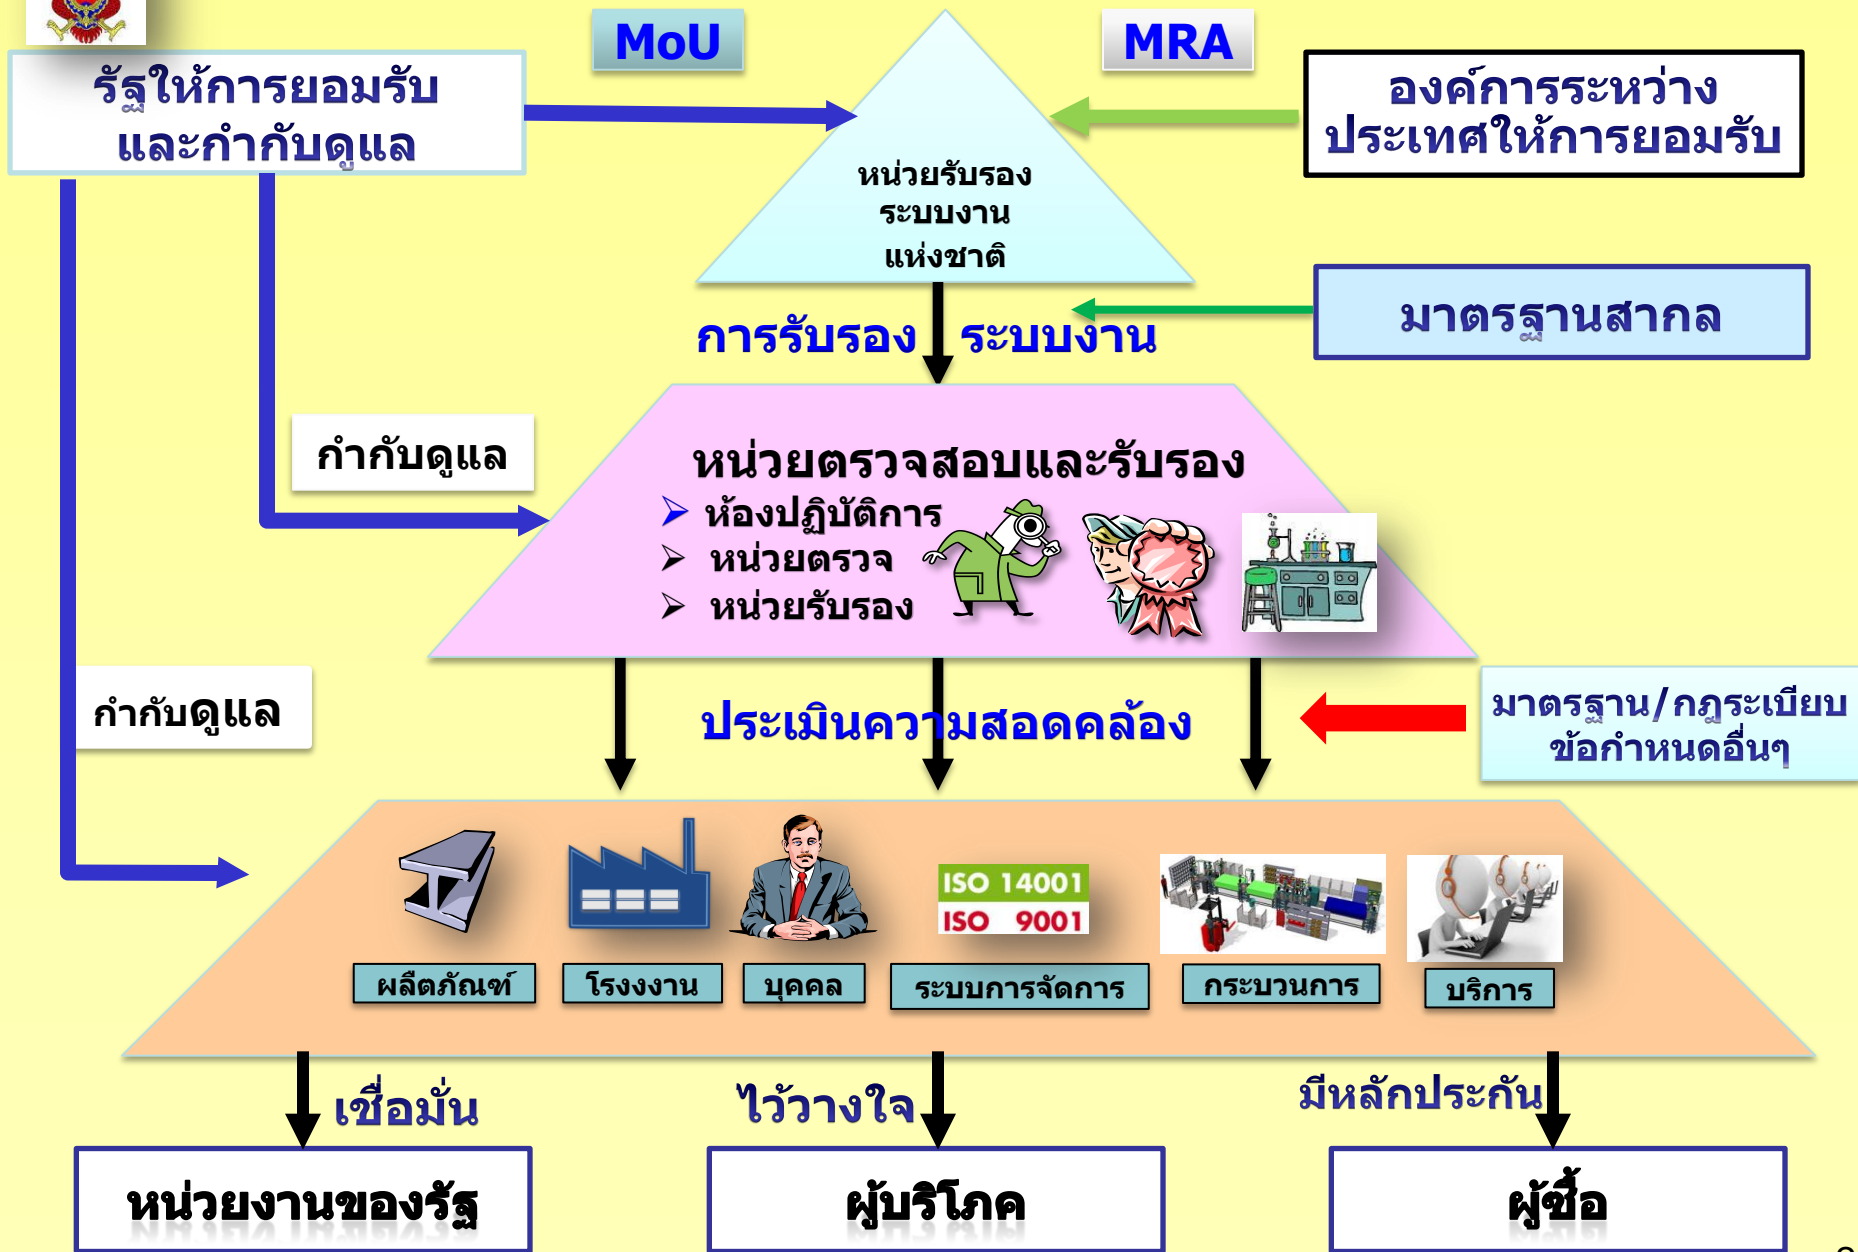 MoU
MRA
รัฐให้การยอมรับ
และกำกับดูแล
องค์การระหว่าง
ประเทศให้การยอมรับ
หน่วยรับรอง
ระบบงาน
แห่งชาติ
มาตรฐานสากล
การรับรอง ระบบงาน
กำกับดูแล
หน่วยตรวจสอบและรับรอง
➢ ห้องปฏิบัติการ
➢ หน่วยตรวจ
➢ หน่วยรับรอง
กำกับดูแล
ประเมินความสอดคล้อง
มาตรฐาน/กฎระเบียบ
ข้อกำหนดอื่นๆ
ISO 14001
ISO 9001
ผลืตภัณฑ์
โรงงงาน
บุคคล
ระบบการจัดการ
กระบวนการ
บริการ
เชื่อมั่น
ไว้วางใจ
มีหลักประกัน
หน่วยงานของรัฐ
ผู้บริโภค
ผู้ซื้อ